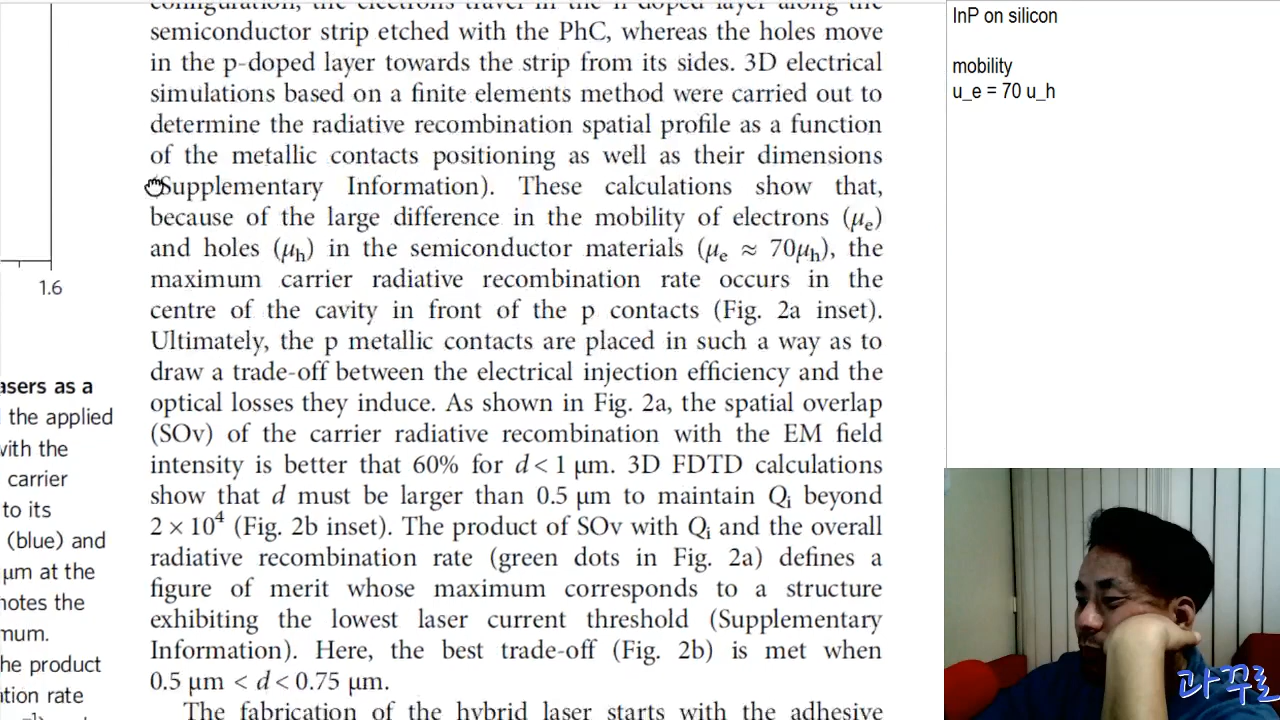 configuration, the electrons travel in the n-doped layer along the
semiconductor strip etched with the PhC, whereas the holes move
in the p-doped layer towards the strip from its sides. 3D electrical
simulations based on a finite elements method were carried out to
determine the radiative recombination spatial profile as a function
of the metallic contacts positioning as well as their dimensions
(Supplementary Information). These calculations show that,
because of the large difference in the mobility of electrons (μe)
and holes (μh) in the semiconductor materials (μe ≈ 70μh), the
maximum carrier radiative recombination rate occurs in the
centre of the cavity in front of the p contacts (Fig. 2a inset).
Ultimately, the p metallic contacts are placed in such a way as to
draw a trade-off between the electrical injection efficiency and the
optical losses they induce. As shown in Fig. 2a, the spatial overlap
(SOv) of the carrier radiative recombination with the EM field
intensity is better that 60% for d < 1 μm. 3D FDTD calculations
show that d must be larger than 0.5 μm to maintain Qi beyond
2 × 10⁴ (Fig. 2b inset). The product of SOv with Qi and the overall
radiative recombination rate (green dots in Fig. 2a) defines a
figure of merit whose maximum corresponds to a structure
exhibiting the lowest laser current threshold (Supplementary
Information). Here, the best trade-off (Fig. 2b) is met when
0.5 μm < d < 0.75 μm.
The fabrication of the hybrid laser starts with the adhesive
1.6
asers as a
the applied
with the
carrier
to its
(blue) and
μm at the
notes the
mum.
he product
tion rate
InP on silicon
mobility
u_e = 70 u_h
과꾸로